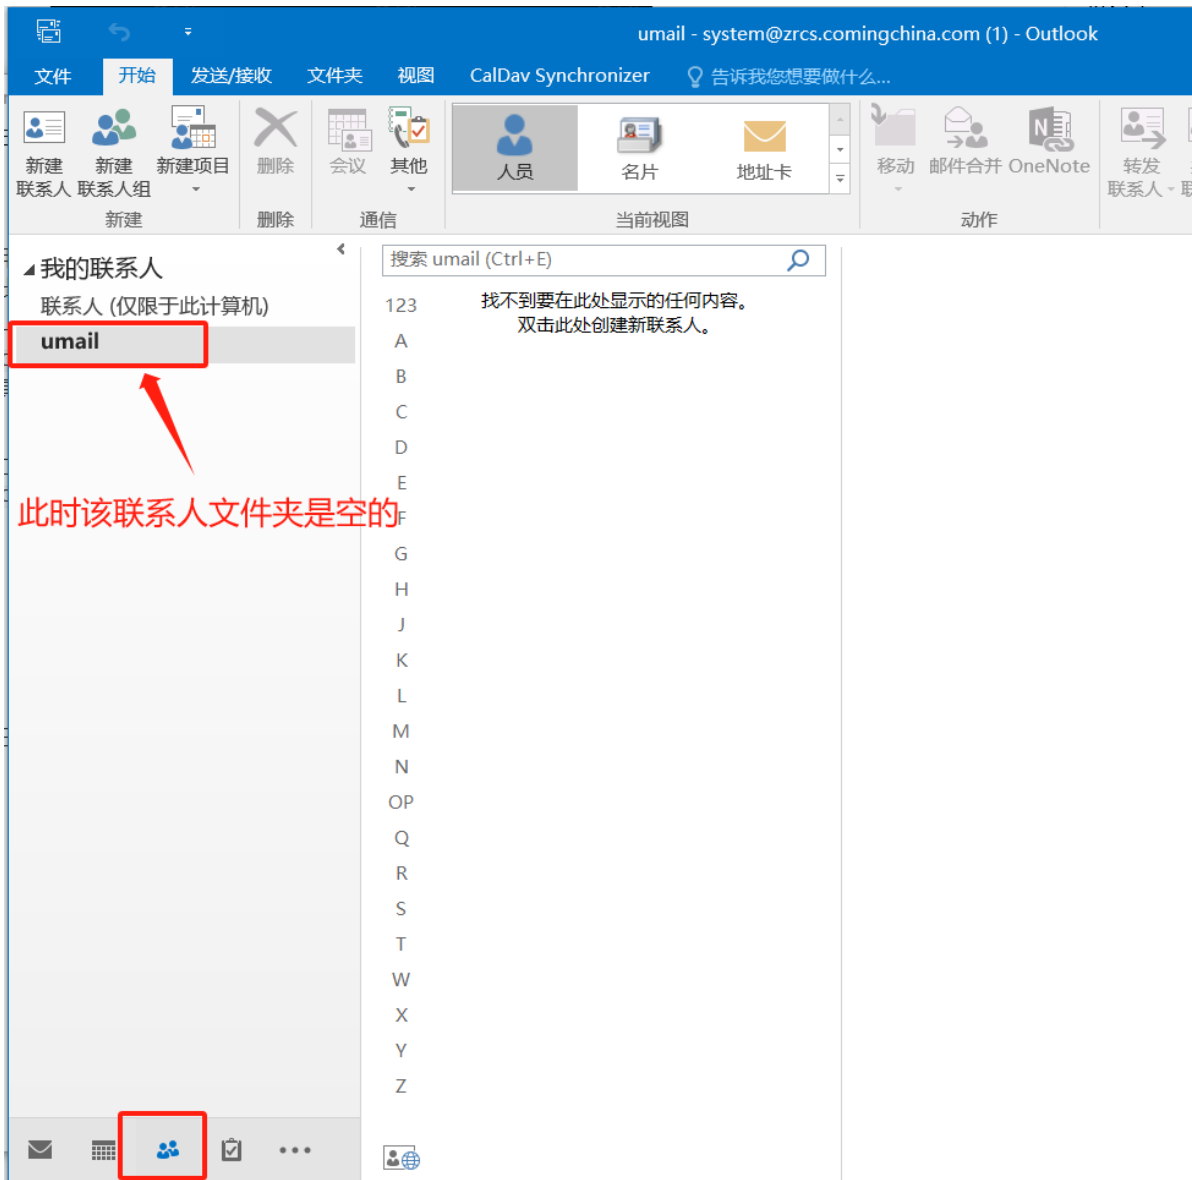 umail - system@zrcs.comingchina.com (1) - Outlook
文件 开始 发送/接收 文件夹 视图 CalDav Synchronizer 告诉我您想要做什么...
新建 联系人
新建 联系人组
新建项目
删除
会议
其他
人员
名片
地址卡
移动
邮件合并
OneNote
转发 联系人
新建 删除 通信 当前视图 动作
我的联系人
联系人 (仅限于此计算机)
umail
此时该联系人文件夹是空的
搜索 umail (Ctrl+E)
找不到要在此处显示的任何内容。
双击此处创建新联系人。
123
A
B
C
D
E
F
G
H
J
K
L
M
N
OP
Q
R
S
T
W
X
Y
Z